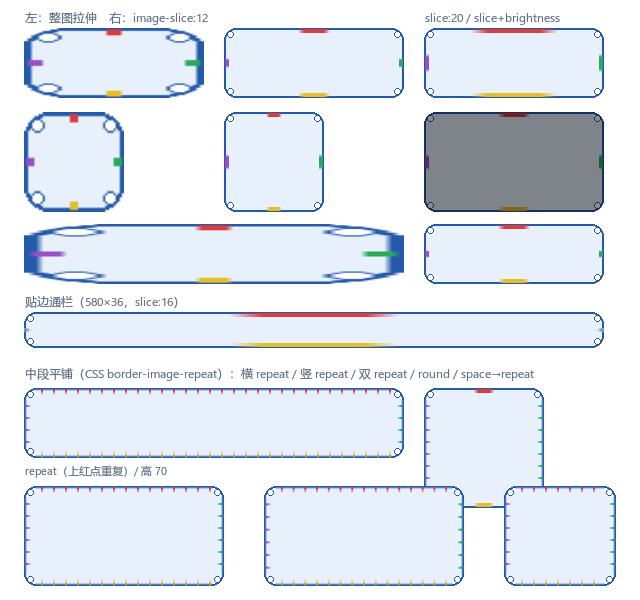 左：整图拉伸　右：image-slice:12
slice:20 / slice+brightness
贴边通栏（580×36，slice:16）
中段平铺（CSS border-image-repeat）：横 repeat / 竖 repeat / 双 repeat / round / space→repeat
repeat（上红点重复）/ 高 70